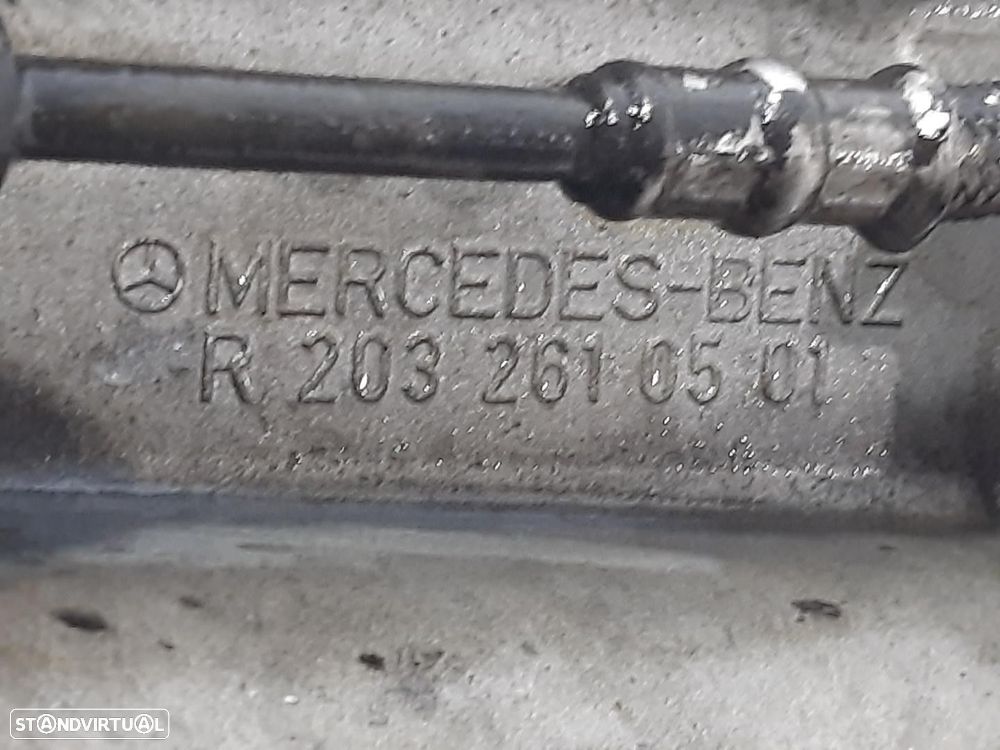 MERCEDES-BENZ
R 203 261 05 01
STANDVIRTUAL